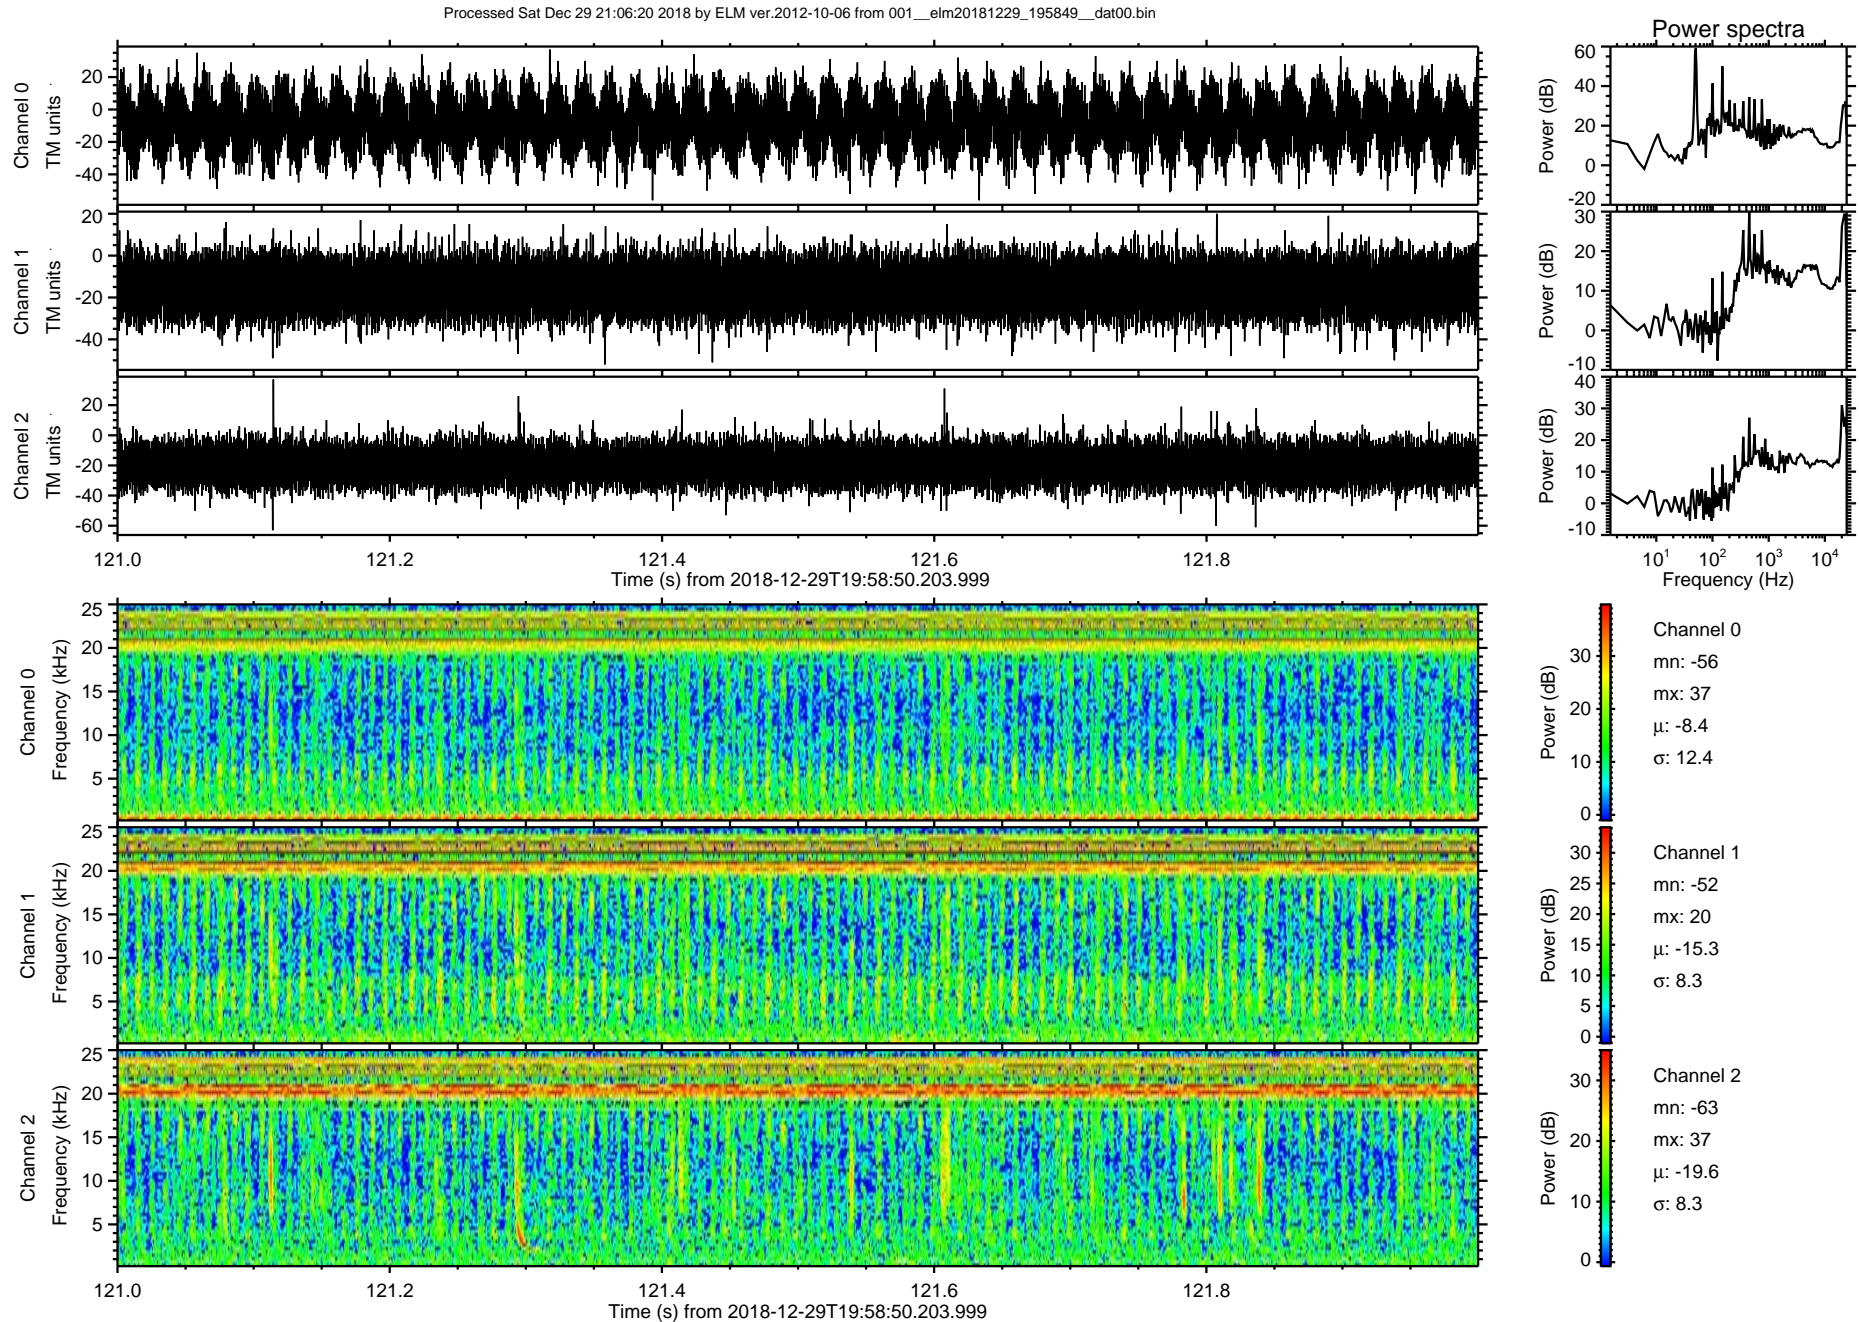 Processed Sat Dec 29 21:06:20 2018 by ELM ver.2012-10-06 from 001__elm20181229_195849__dat00.bin
Power spectra
Channel 0
TM units
20
0
-20
-40
Power (dB)
60
40
20
0
-20
Channel 1
TM units
20
0
-20
-40
Power (dB)
30
20
10
0
-10
Channel 2
TM units
20
0
-20
-40
-60
Power (dB)
40
30
20
10
0
-10
121.0 121.2 121.4 121.6 121.8
Time (s) from 2018-12-29T19:58:50.203.999
10^1 10^2 10^3 10^4
Frequency (Hz)
Channel 0
Frequency (kHz)
25
20
15
10
5
Power (dB)
30
20
10
0
Channel 0
mn: -56
mx: 37
μ: -8.4
σ: 12.4
Channel 1
Frequency (kHz)
25
20
15
10
5
Power (dB)
30
25
20
15
10
5
0
Channel 1
mn: -52
mx: 20
μ: -15.3
σ: 8.3
Channel 2
Frequency (kHz)
25
20
15
10
5
Power (dB)
30
20
10
0
Channel 2
mn: -63
mx: 37
μ: -19.6
σ: 8.3
121.0 121.2 121.4 121.6 121.8
Time (s) from 2018-12-29T19:58:50.203.999